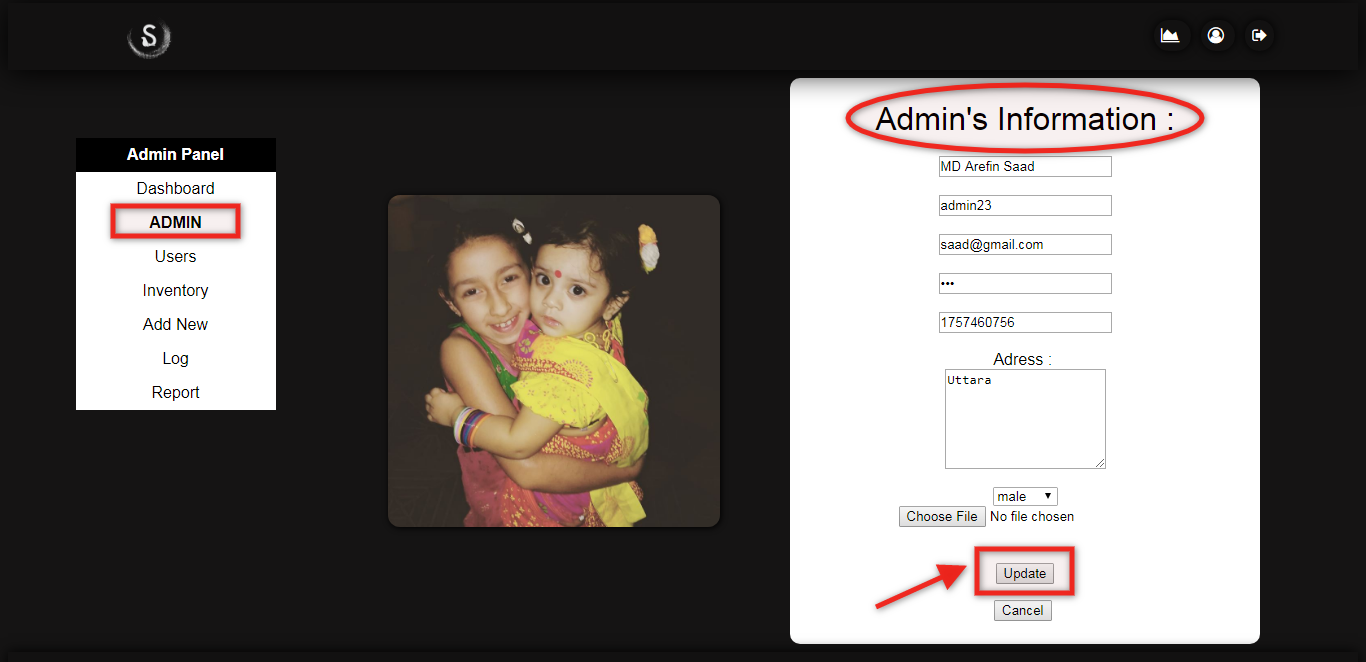 S
Admin Panel
Dashboard
ADMIN
Users
Inventory
Add New
Log
Report
Admin's Information :
MD Arefin Saad
admin23
saad@gmail.com
•••
1757460756
Adress :
Uttara
male
Choose File No file chosen
Update
Cancel